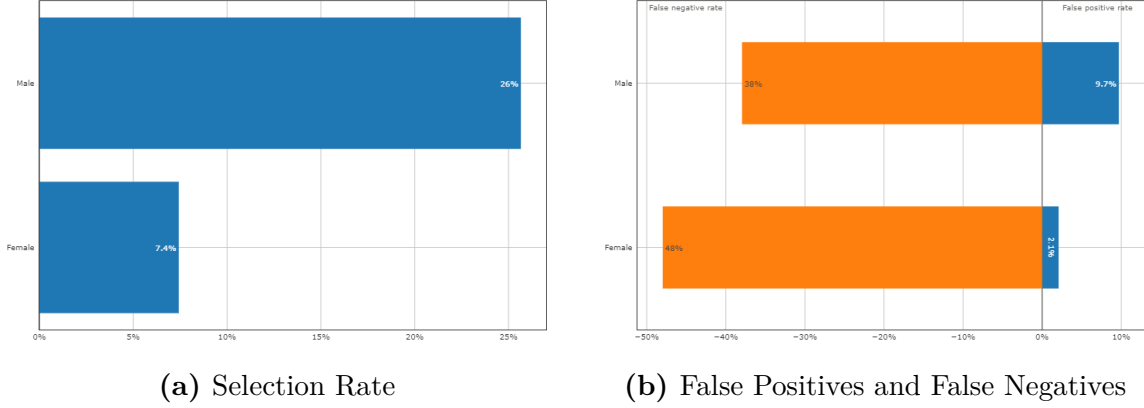 Male
26%
Female
7.4%
0%
5%
10%
15%
20%
25%
(a) Selection Rate
False negative rate
False positive rate
Male
38%
9.7%
Female
48%
2.1%
−50%
−40%
−30%
−20%
−10%
0%
10%
(b) False Positives and False Negatives